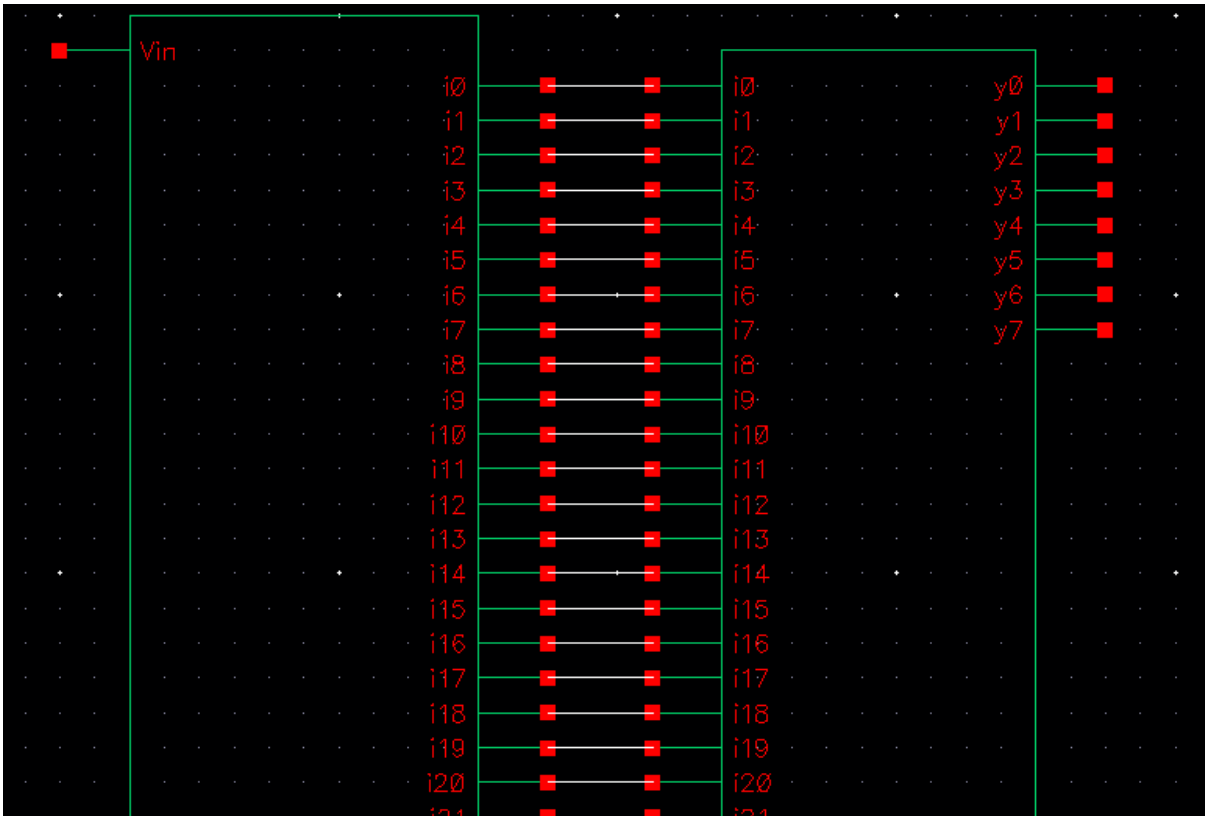 Vin
i0 i0 y0
i1 i1 y1
i2 i2 y2
i3 i3 y3
i4 i4 y4
i5 i5 y5
i6 i6 y6
i7 i7 y7
i8 i8
i9 i9
i10 i10
i11 i11
i12 i12
i13 i13
i14 i14
i15 i15
i16 i16
i17 i17
i18 i18
i19 i19
i20 i20